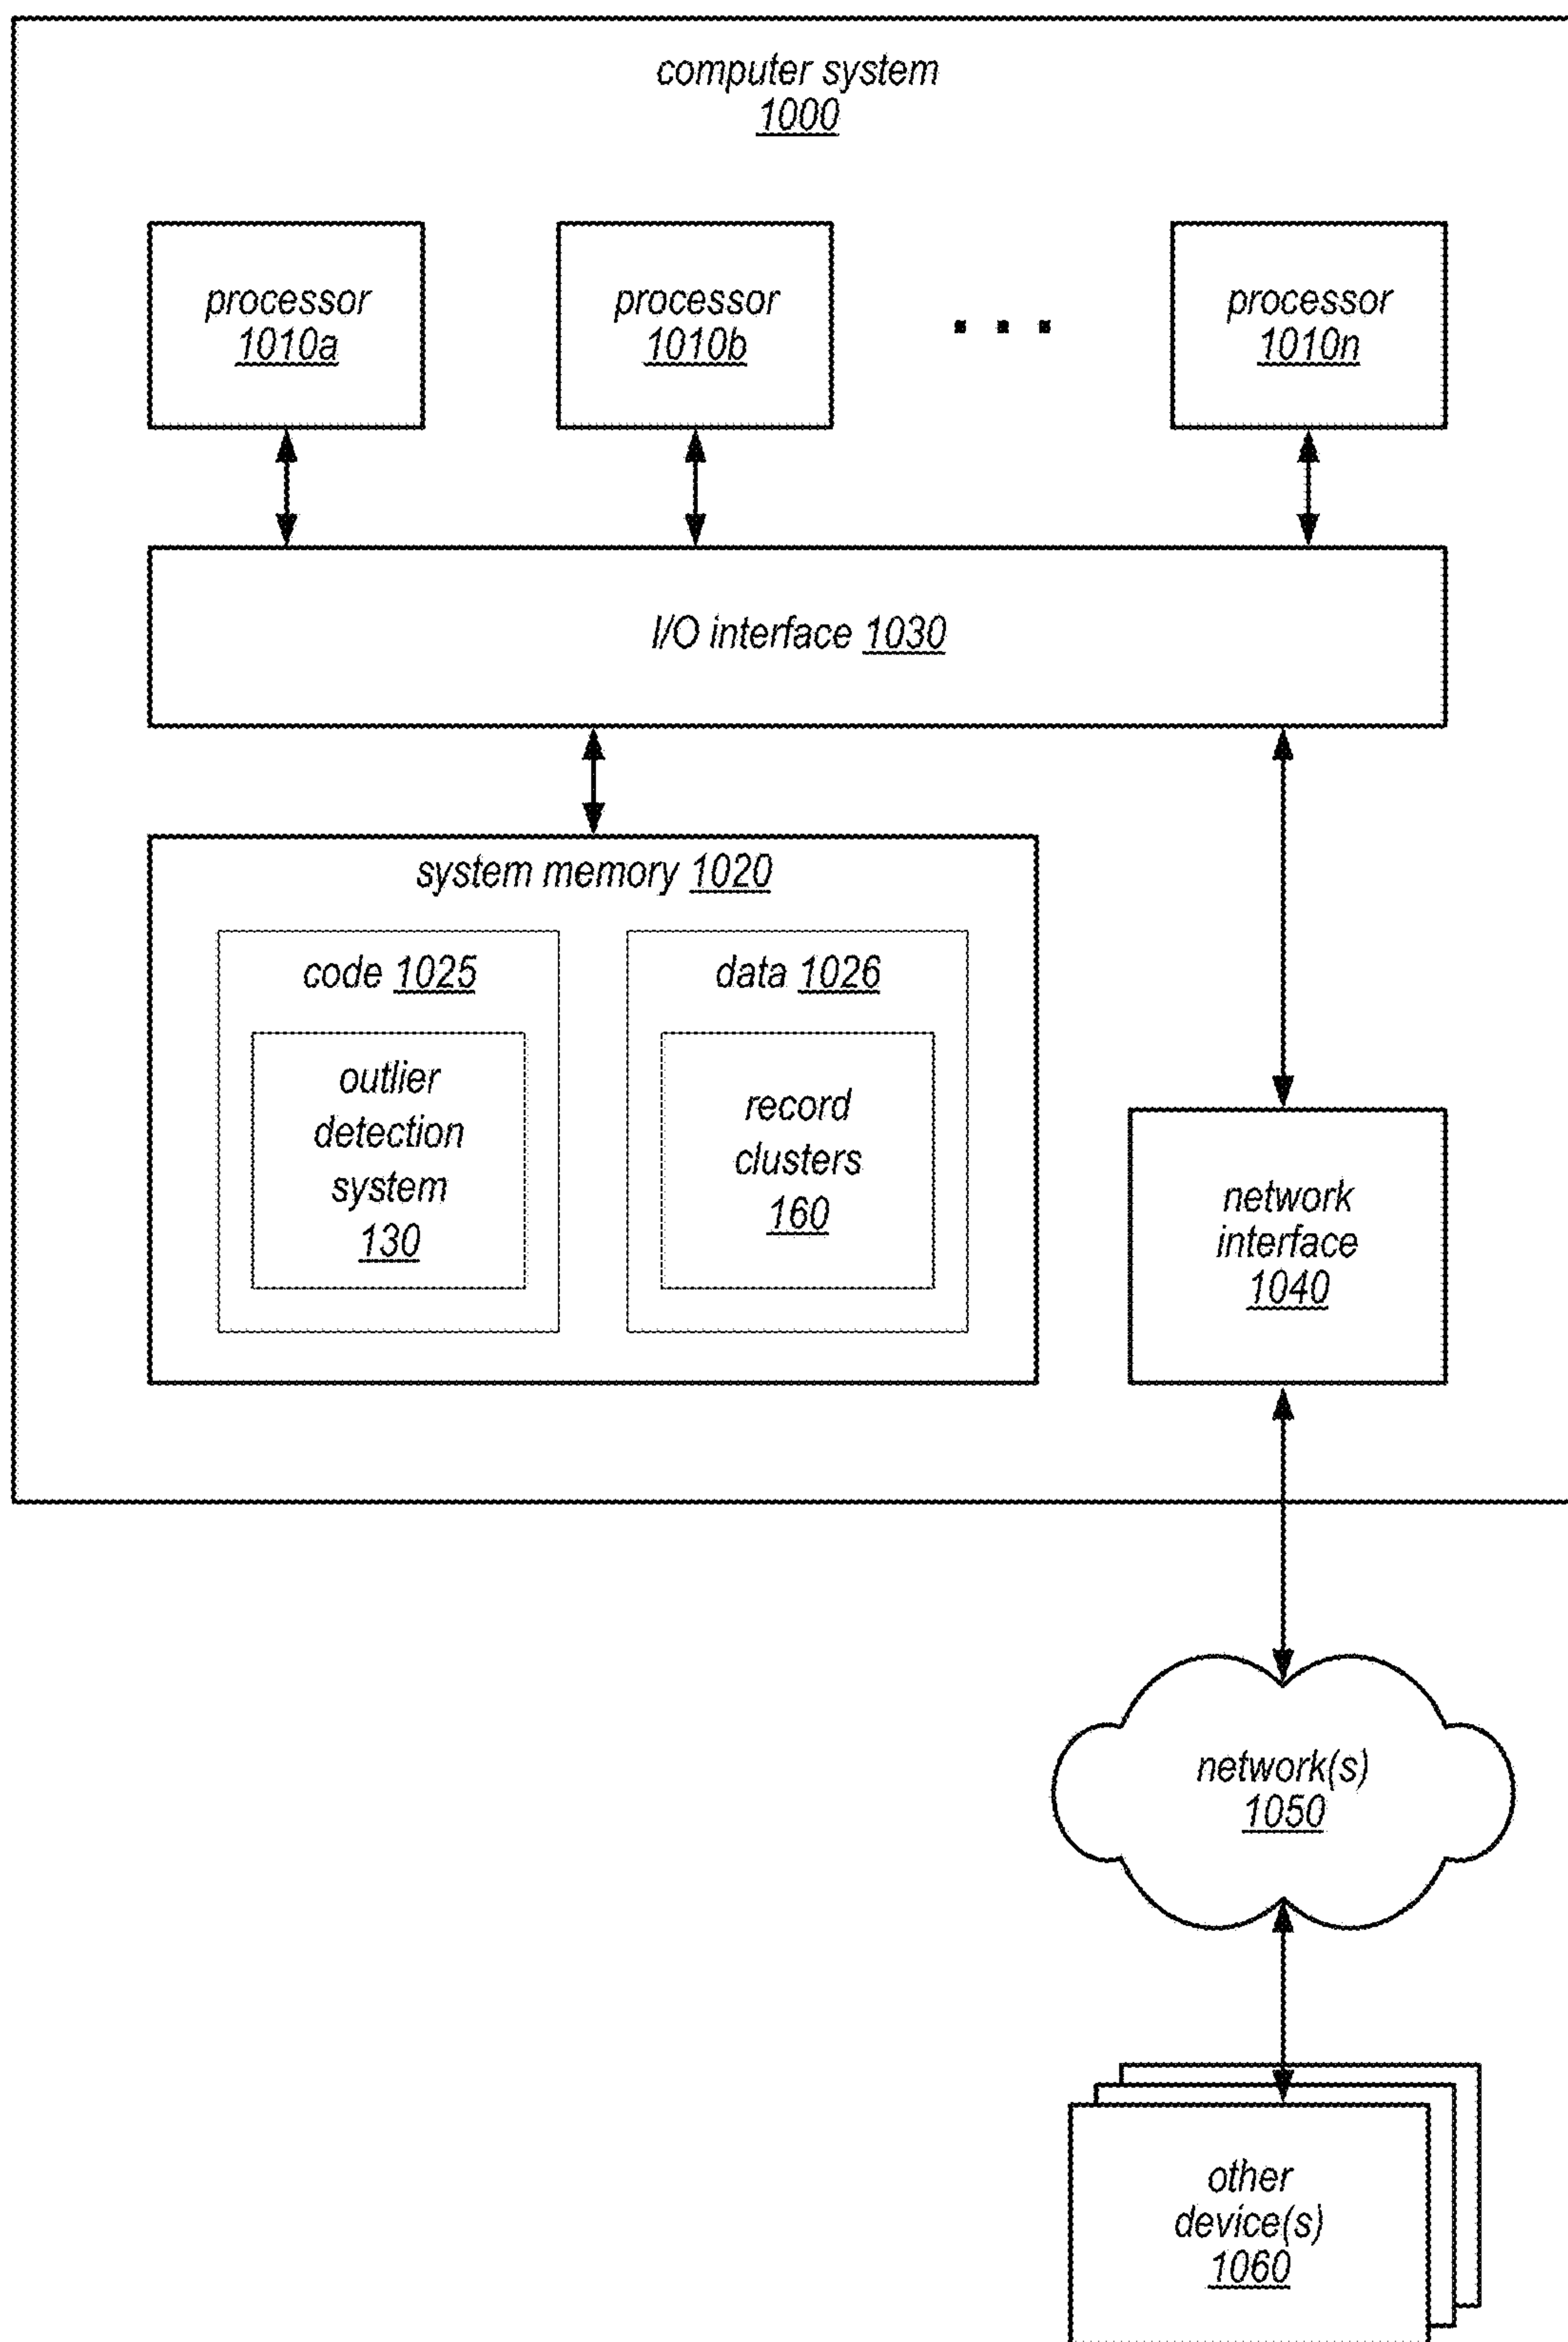 computer system
1000
processor
1010a
processor
1010b
processor
1010n
I/O interface 1030
system memory 1020
code 1025
outlier
detection
system
130
data 1026
record
clusters
160
network
interface
1040
network(s)
1050
other
device(s)
1060